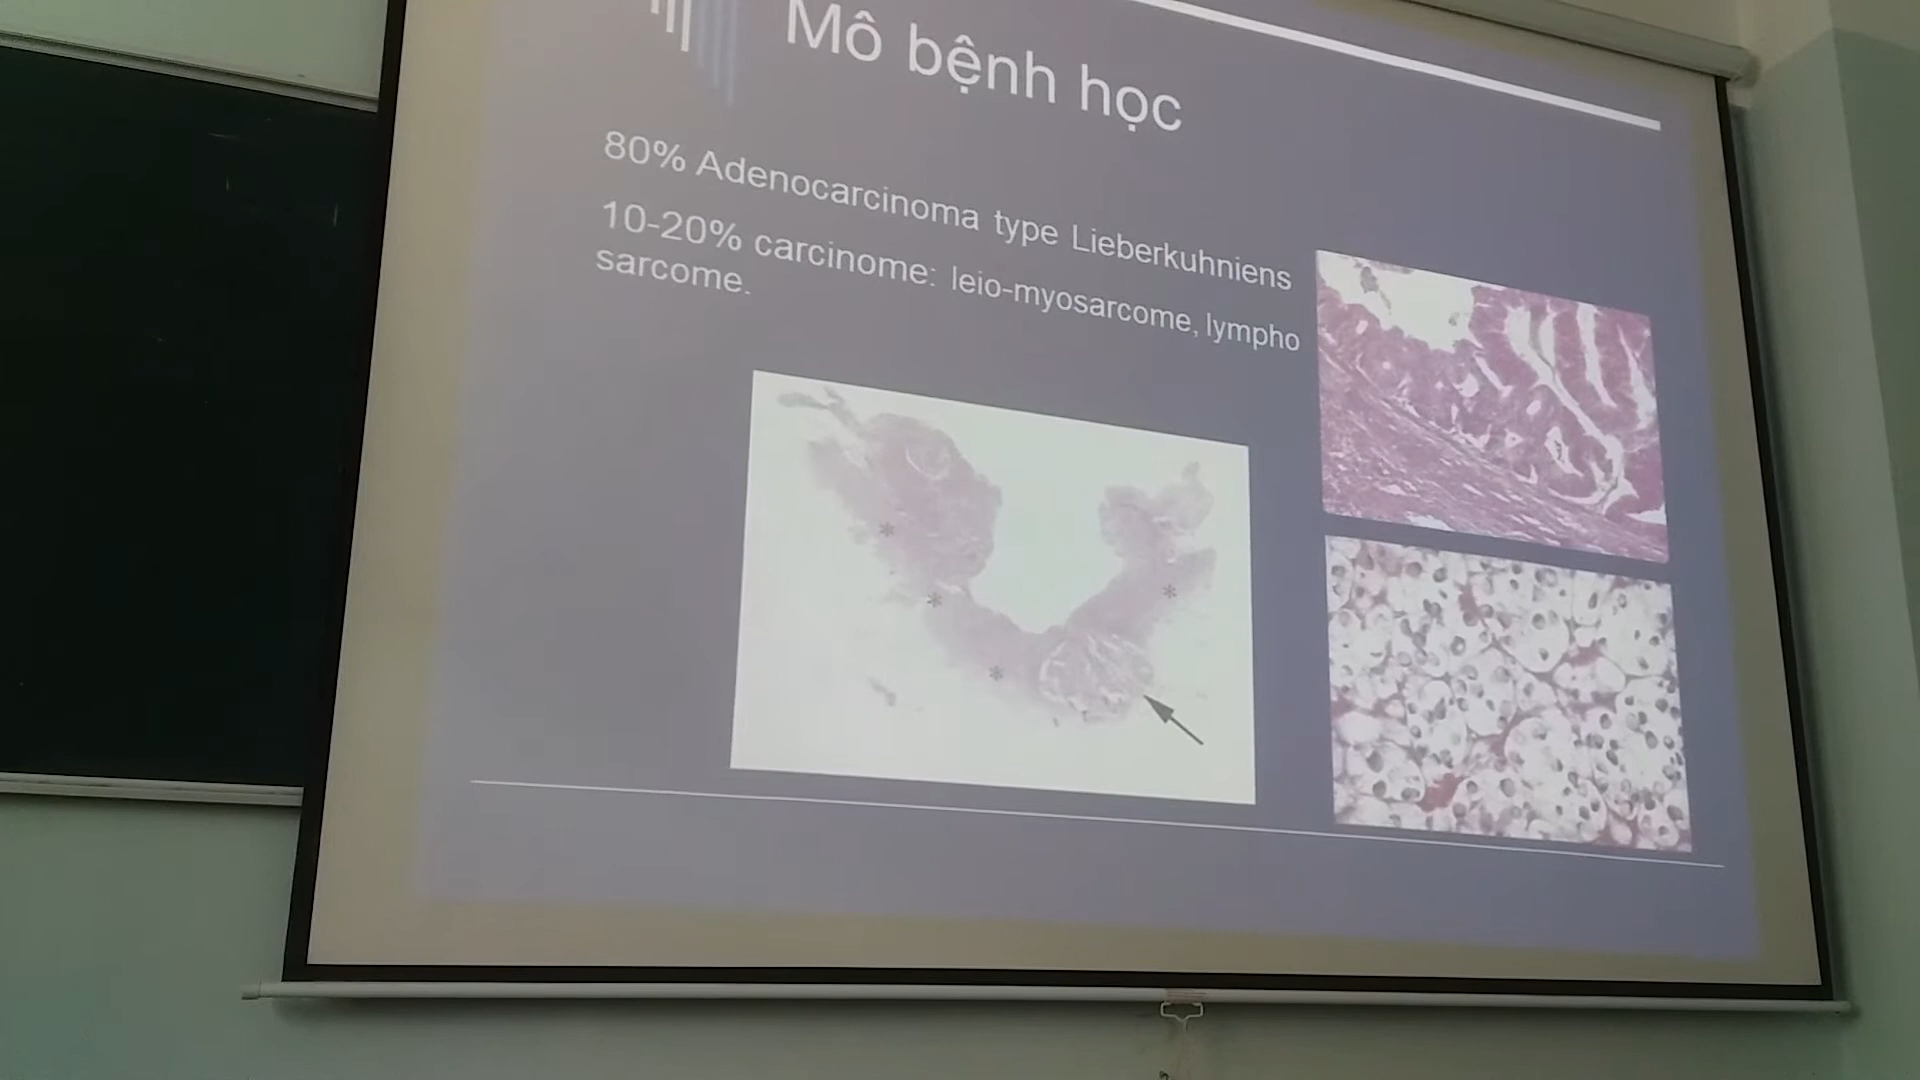 Mô bệnh học
80% Adenocarcinoma type Lieberkuhniens
10-20% carcinome: leio-myosarcome, lympho
sarcome.
*
*
*
*